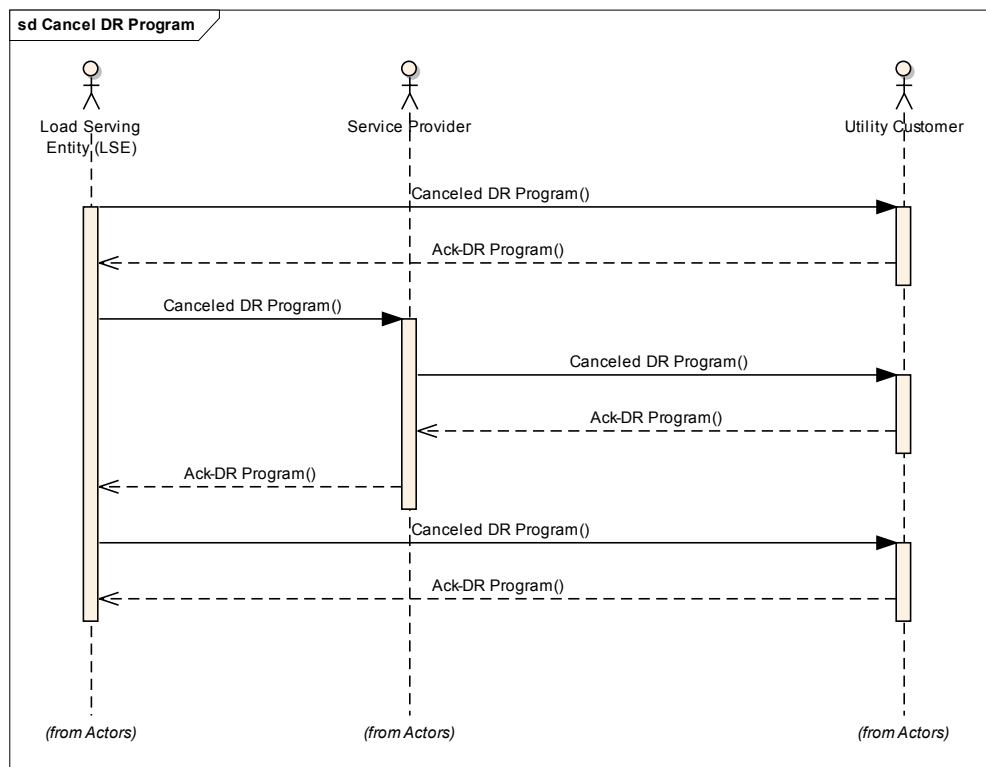 sd Cancel DR Program
Load Serving
Entity (LSE)
Service Provider
Utility Customer
Canceled DR Program()
Ack-DR Program()
Canceled DR Program()
Canceled DR Program()
Ack-DR Program()
Ack-DR Program()
Canceled DR Program()
Ack-DR Program()
(from Actors)
(from Actors)
(from Actors)